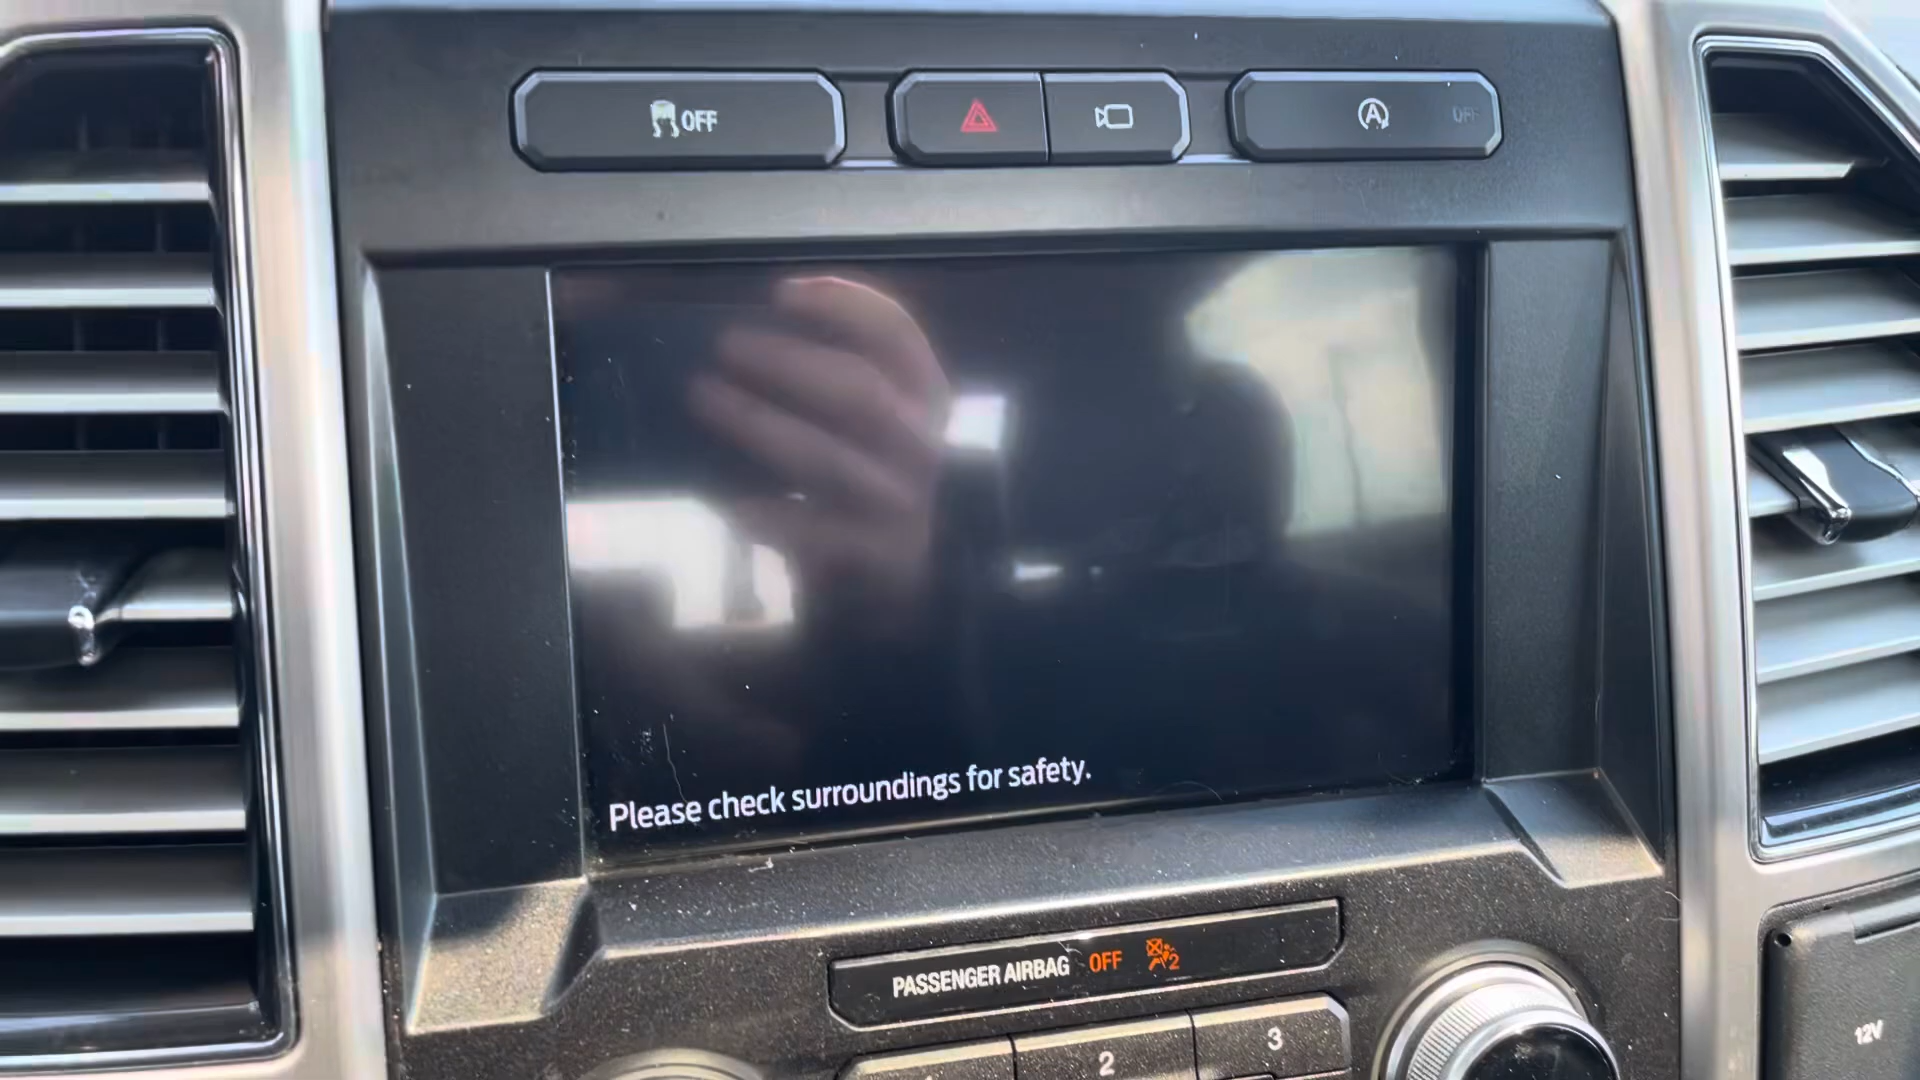 OFF
A OFF
Please check surroundings for safety.
PASSENGER AIRBAG OFF 2
2 3
12V